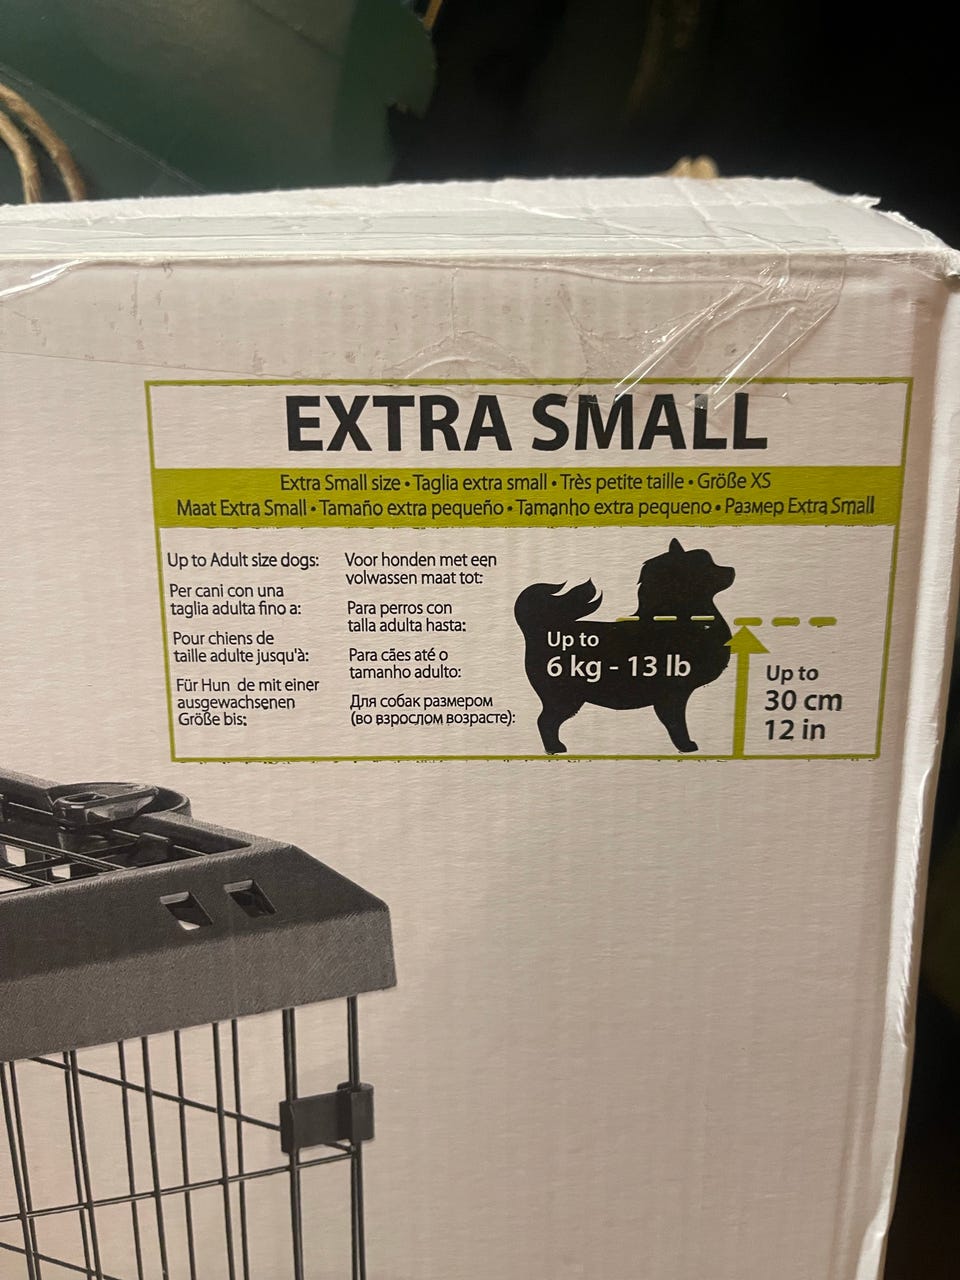 EXTRA SMALL
Extra Small size • Taglia extra small • Très petite taille • Größe XS
Maat Extra Small • Tamaño extra pequeño • Tamanho extra pequeno • Размер Extra Small
Up to Adult size dogs:
Per cani con una
taglia adulta fino a:
Pour chiens de
taille adulte jusqu'à:
Für Hun de mit einer
ausgewachsenen
Größe bis:
Voor honden met een
volwassen maat tot:
Para perros con
talla adulta hasta:
Para cães até o
tamanho adulto:
Для собак размером
(во взрослом возрасте):
Up to
6 kg - 13 lb
Up to
30 cm
12 in